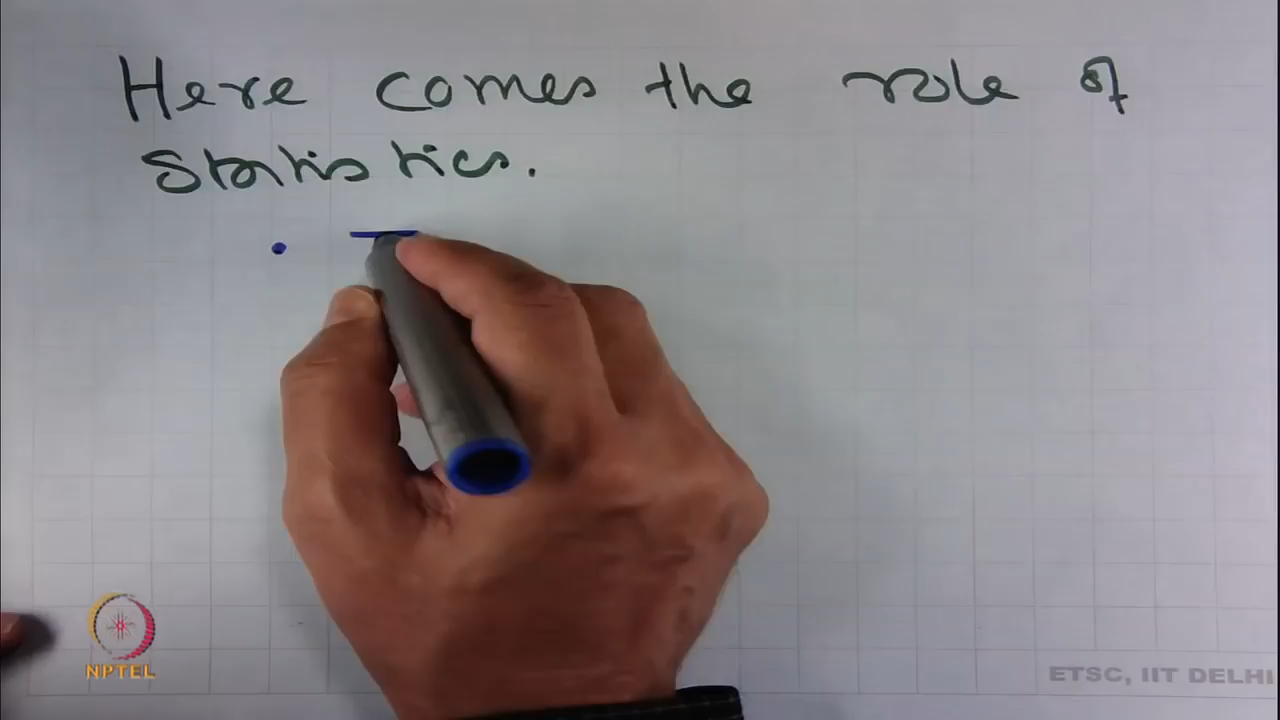 Here comes the role of
Statistics.
NPTEL
ETSC, IIT DELHI